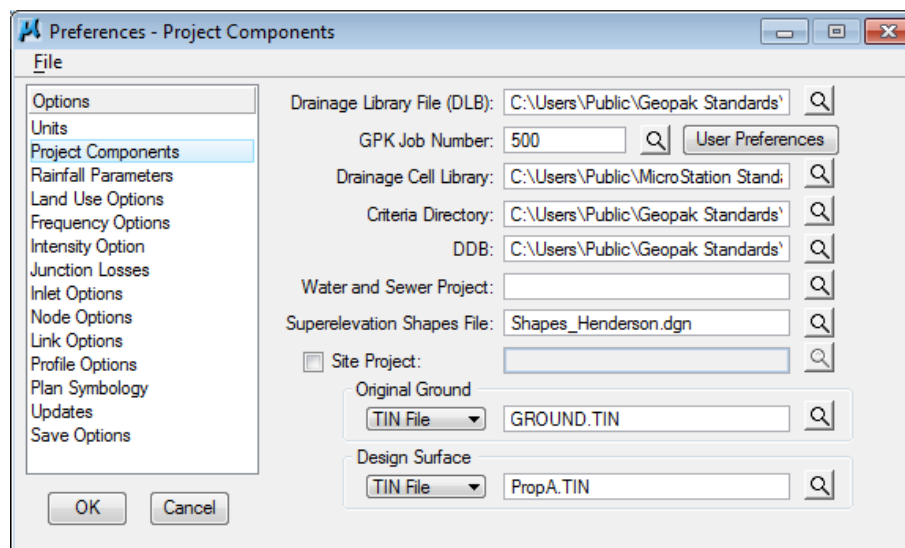 Preferences - Project Components
File
Options
Units
Project Components
Rainfall Parameters
Land Use Options
Frequency Options
Intensity Option
Junction Losses
Inlet Options
Node Options
Link Options
Profile Options
Plan Symbology
Updates
Save Options
OK Cancel
Drainage Library File (DLB): C:\Users\Public\Geopak Standards\
GPK Job Number: 500 User Preferences
Drainage Cell Library: C:\Users\Public\MicroStation Stand
Criteria Directory: C:\Users\Public\Geopak Standards\
DDB: C:\Users\Public\Geopak Standards\
Water and Sewer Project:
Superelevation Shapes File: Shapes_Henderson.dgn
Site Project:
Original Ground
TIN File GROUND.TIN
Design Surface
TIN File PropA.TIN